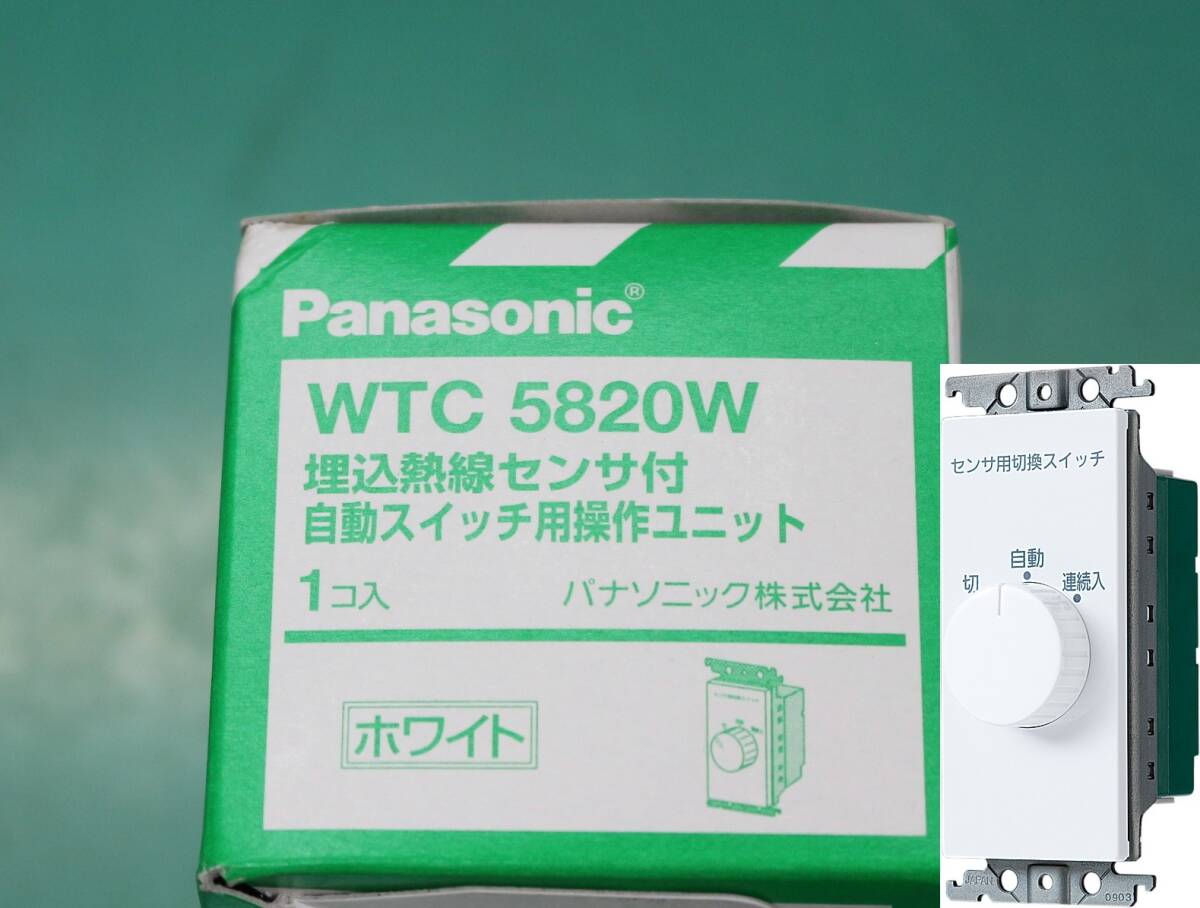 Panasonic®
WTC 5820W
埋込熱線センサ付
自動スイッチ用操作ユニット
1コ入 パナソニック株式会社
ホワイト
センサ用切換スイッチ
切 自動 連続入
JAPAN 0903